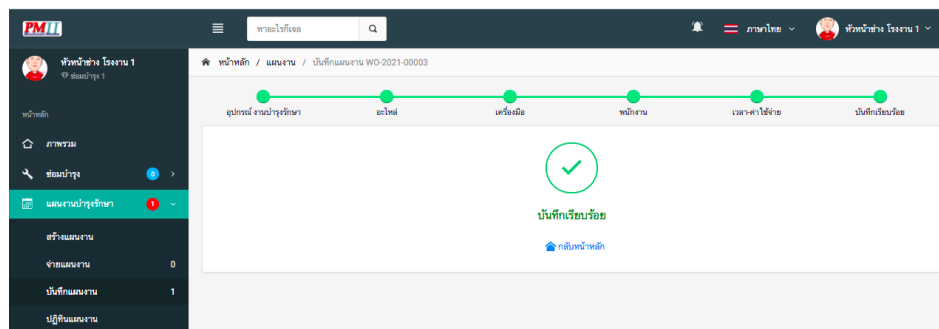 PMII
หาอะไรก็เจอ
ภาษาไทย
หัวหน้าช่าง โรงงาน 1
หัวหน้าช่าง โรงงาน 1
ซ่อมบำรุง 1
หน้าหลัก / แผนงาน / บันทึกแผนงาน WO-2021-00003
หน้าหลัก
ภาพรวม
ซ่อมบำรุง 0
แผนงานบำรุงรักษา 1
สร้างแผนงาน
จ่ายแผนงาน 0
บันทึกแผนงาน 1
ปฏิทินแผนงาน
อุปกรณ์ งานบำรุงรักษา อะไหล่ เครื่องมือ พนักงาน เวลา-ค่าใช้จ่าย บันทึกเรียบร้อย
บันทึกเรียบร้อย
กลับหน้าหลัก